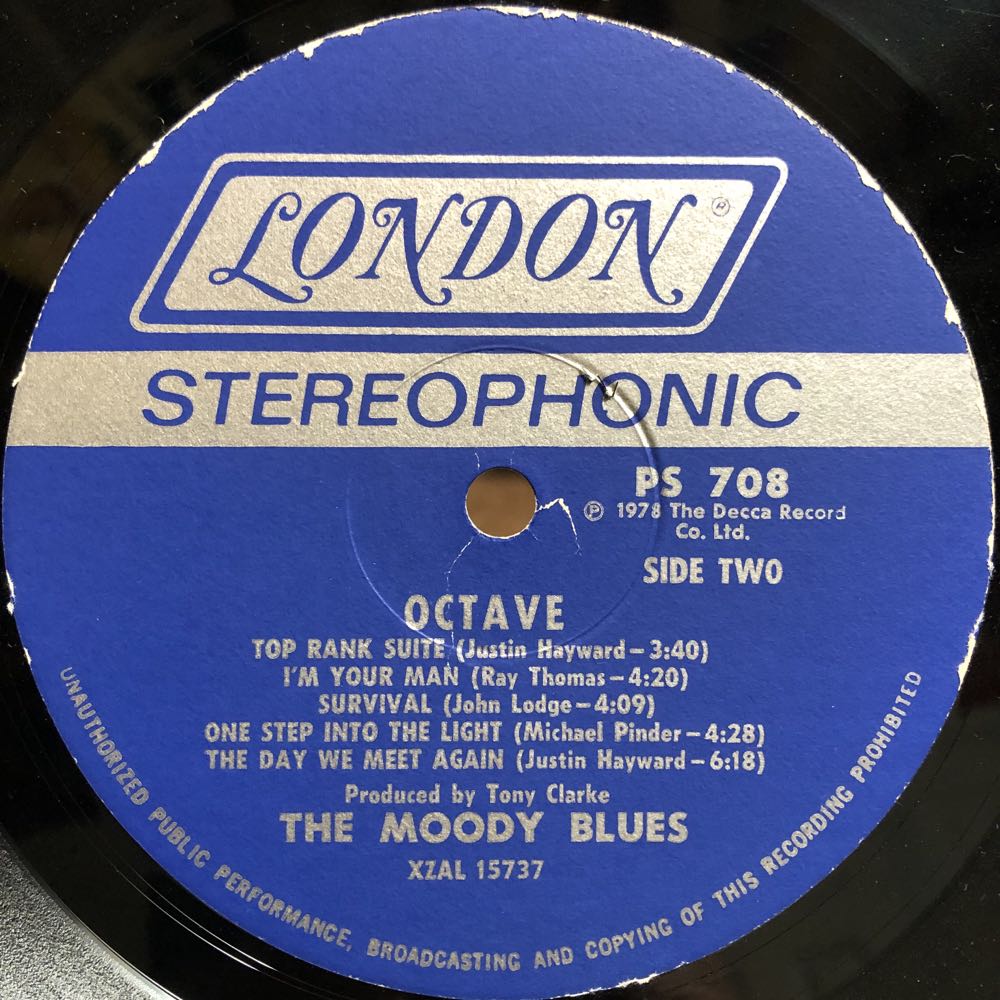 LONDON ®
STEREOPHONIC
PS 708
℗ 1978 The Decca Record
Co. Ltd.
SIDE TWO
OCTAVE
TOP RANK SUITE (Justin Hayward-3:40)
I'M YOUR MAN (Ray Thomas-4:20)
SURVIVAL (John Lodge-4:09)
ONE STEP INTO THE LIGHT (Michael Pinder-4:28)
THE DAY WE MEET AGAIN (Justin Hayward-6:18)
Produced by Tony Clarke
THE MOODY BLUES
XZAL 15737
UNAUTHORIZED PUBLIC PERFORMANCE, BROADCASTING AND COPYING OF THIS RECORDING PROHIBITED